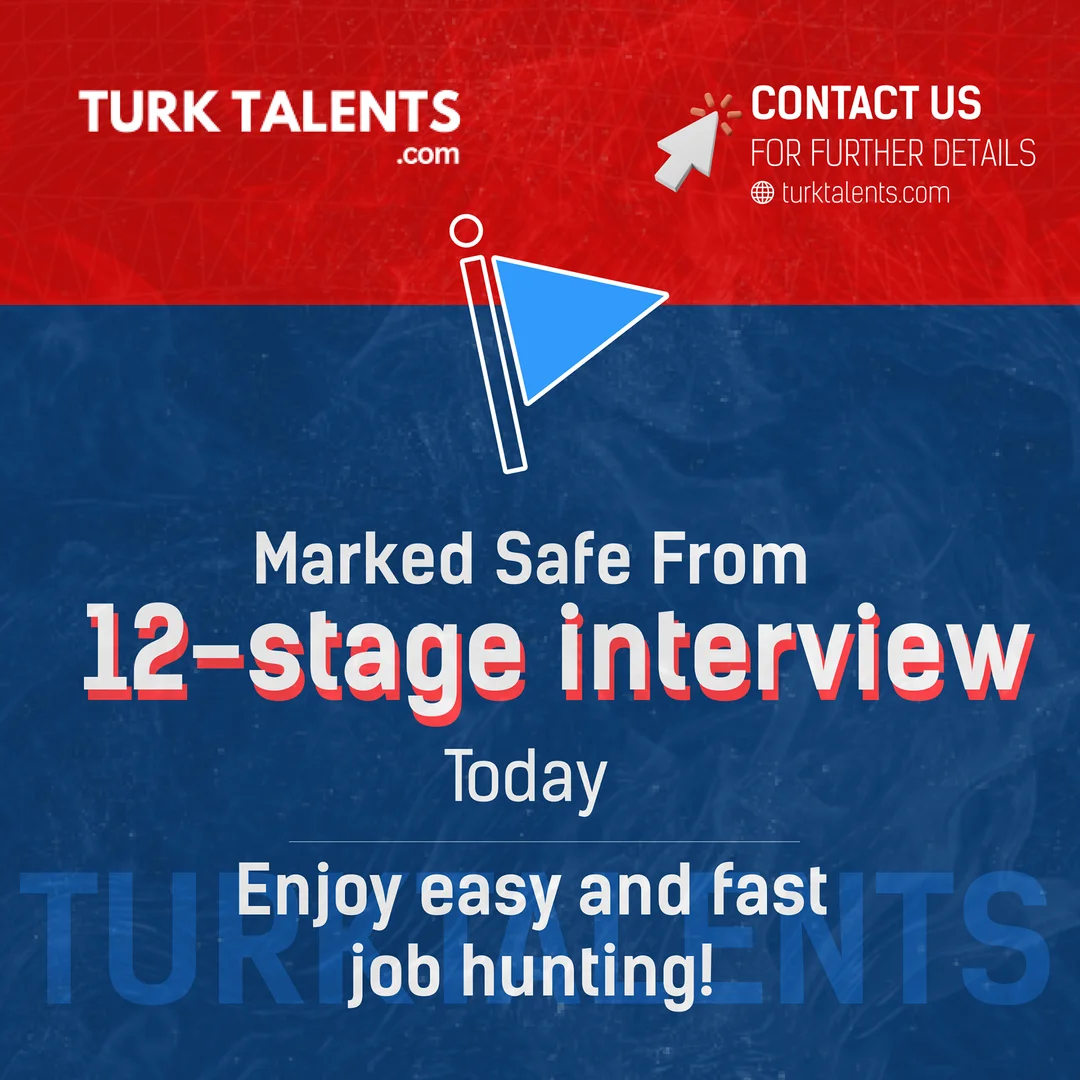 TURK TALENTS
.com
CONTACT US
FOR FURTHER DETAILS
turktalents.com
Marked Safe From
12-stage interview
Today
Enjoy easy and fast
job hunting!
TURKTALENTS